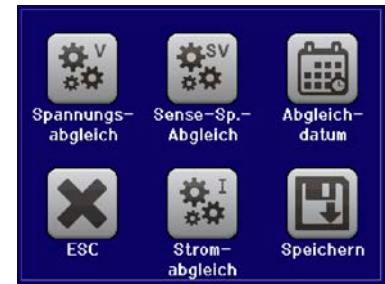 V
SV
Spannungs-
abgleich
Sense-Sp.-
Abgleich
Abgleich-
datum
I
ESC
Strom-
abgleich
Speichern